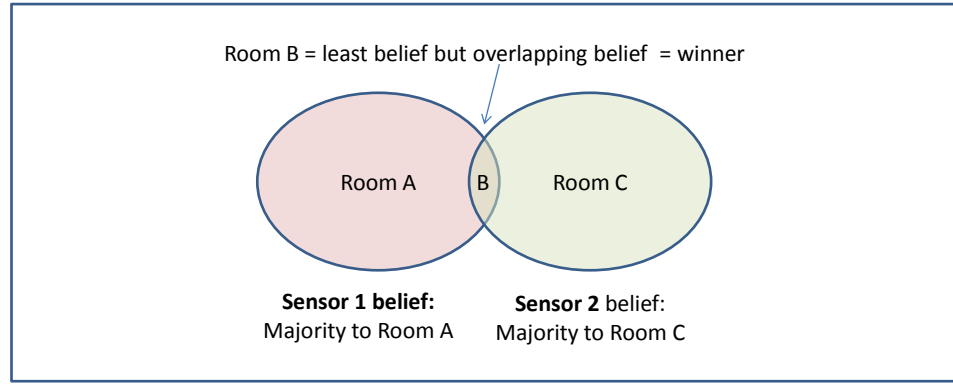 Room B = least belief but overlapping belief = winner
Room A
B
Room C
Sensor 1 belief:
Majority to Room A
Sensor 2 belief:
Majority to Room C